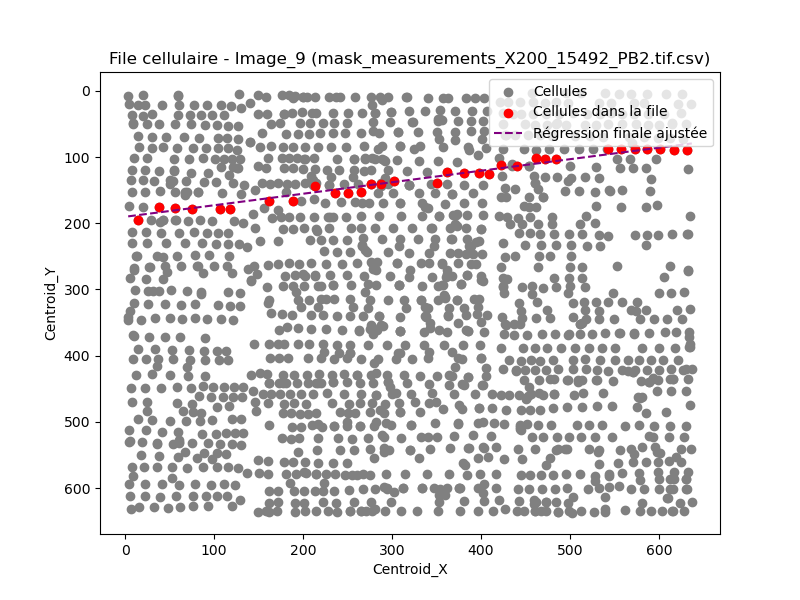 File cellulaire - Image_9 (mask_measurements_X200_15492_PB2.tif.csv)
Cellules
Cellules dans la file
Régression finale ajustée
0
100
200
300
400
500
600
Centroid_Y
0 100 200 300 400 500 600
Centroid_X